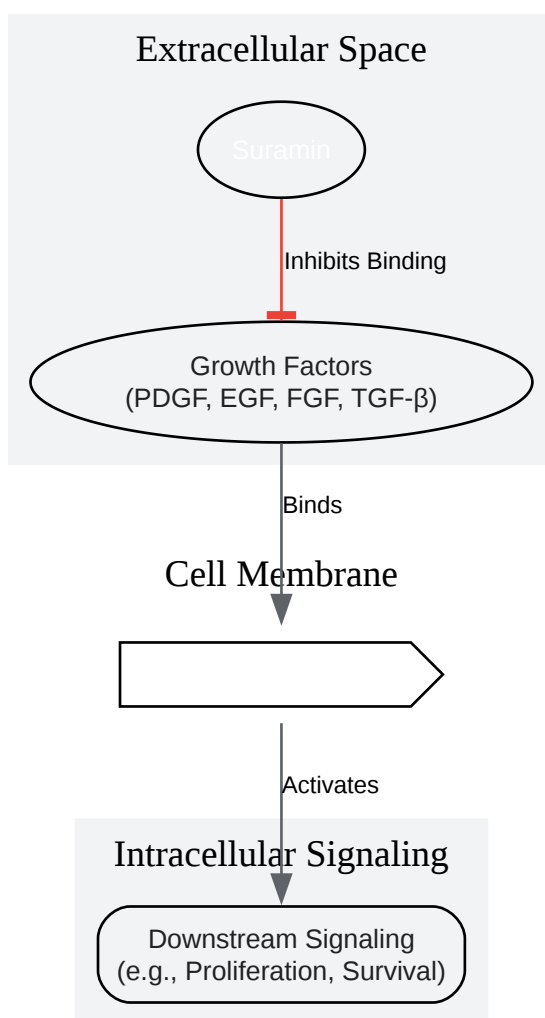 Extracellular Space
Suramin
Inhibits Binding
Growth Factors
(PDGF, EGF, FGF, TGF-β)
Binds
Cell Membrane
Activates
Intracellular Signaling
Downstream Signaling
(e.g., Proliferation, Survival)